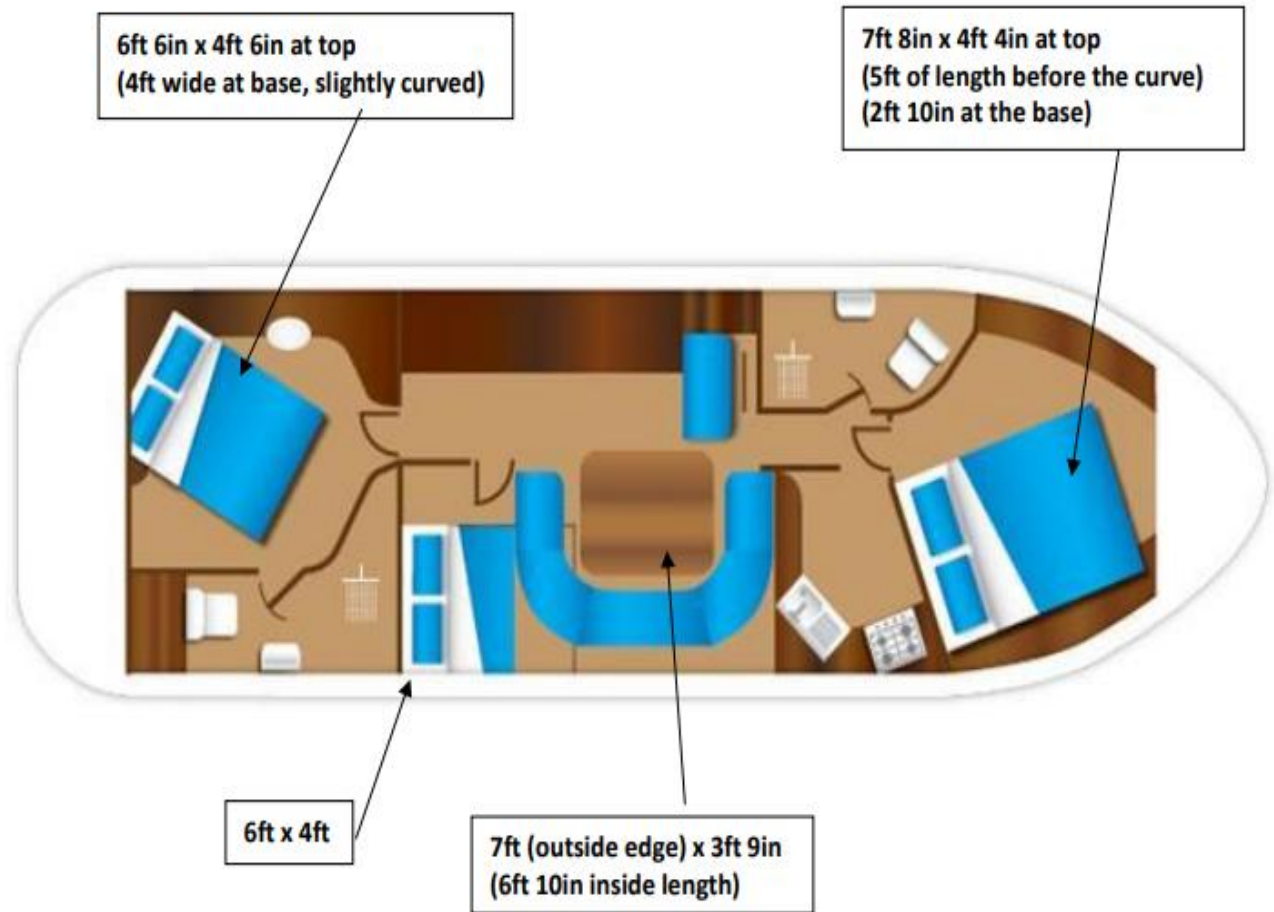 6ft 6in x 4ft 6in at top
(4ft wide at base, slightly curved)
7ft 8in x 4ft 4in at top
(5ft of length before the curve)
(2ft 10in at the base)
6ft x 4ft
7ft (outside edge) x 3ft 9in
(6ft 10in inside length)